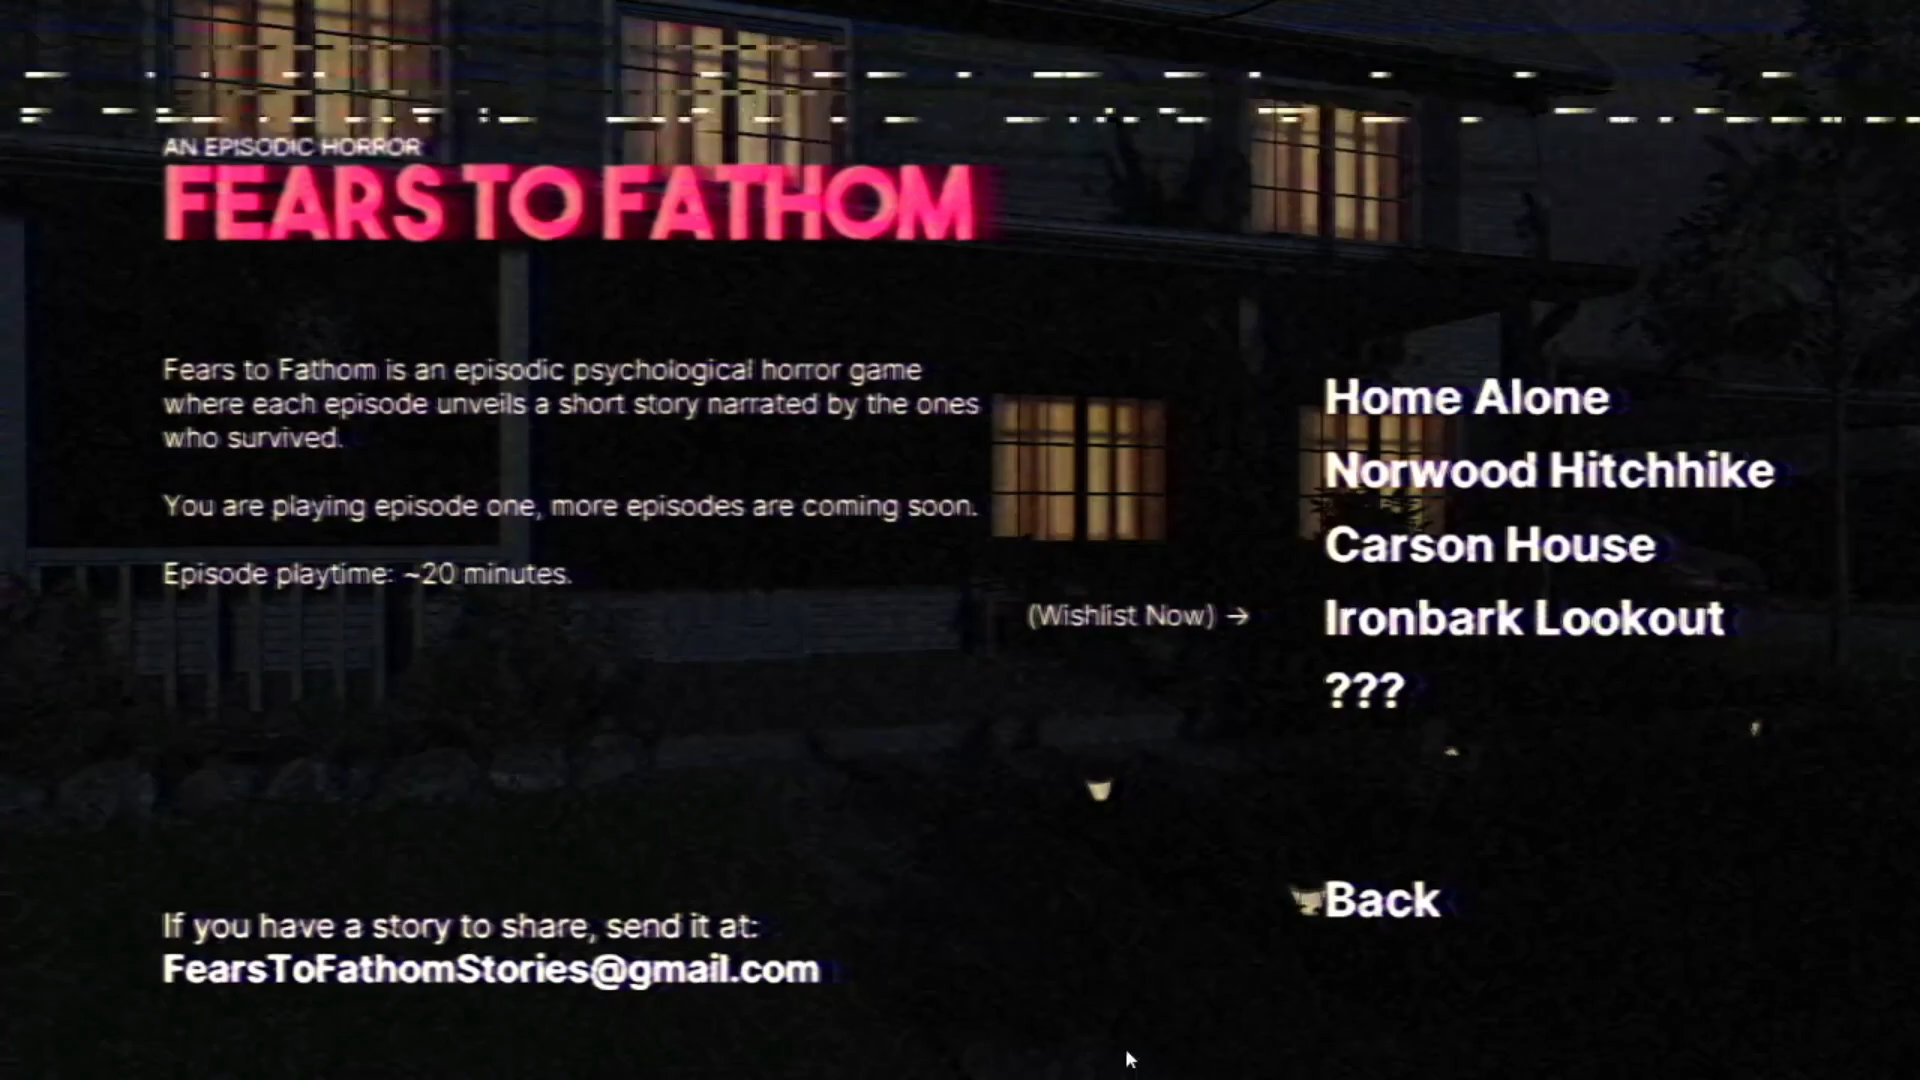 AN EPISODIC HORROR
FEARS TO FATHOM
Fears to Fathom is an episodic psychological horror game
where each episode unveils a short story narrated by the ones
who survived.
You are playing episode one, more episodes are coming soon.
Episode playtime: ~20 minutes.
Home Alone
Norwood Hitchhike
Carson House
(Wishlist Now) → Ironbark Lookout
???
Back
If you have a story to share, send it at:
FearsToFathomStories@gmail.com